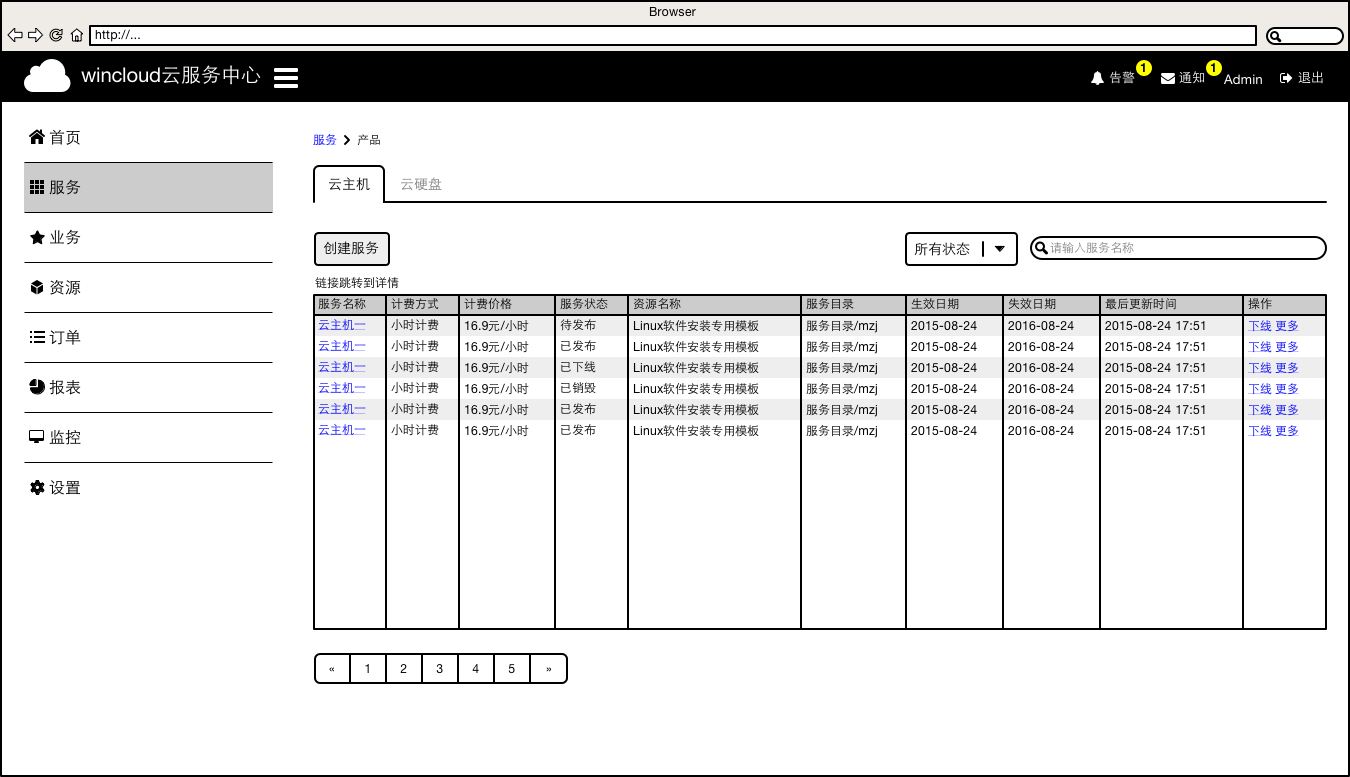 Browser
http://...
wincloud云服务中心
告警 1 通知 1 Admin 退出
首页
服务
业务
资源
订单
报表
监控
设置
服务 产品
云主机 云硬盘
创建服务 所有状态 请输入服务名称
链接跳转到详情
服务名称 计费方式 计费价格 服务状态 资源名称 服务目录 生效日期 失效日期 最后更新时间 操作
云主机一 小时计费 16.9元/小时 待发布 Linux软件安装专用模板 服务目录/mzj 2015-08-24 2016-08-24 2015-08-24 17:51 下线 更多
云主机一 小时计费 16.9元/小时 已发布 Linux软件安装专用模板 服务目录/mzj 2015-08-24 2016-08-24 2015-08-24 17:51 下线 更多
云主机一 小时计费 16.9元/小时 已下线 Linux软件安装专用模板 服务目录/mzj 2015-08-24 2016-08-24 2015-08-24 17:51 下线 更多
云主机一 小时计费 16.9元/小时 已销毁 Linux软件安装专用模板 服务目录/mzj 2015-08-24 2016-08-24 2015-08-24 17:51 下线 更多
云主机一 小时计费 16.9元/小时 已发布 Linux软件安装专用模板 服务目录/mzj 2015-08-24 2016-08-24 2015-08-24 17:51 下线 更多
云主机一 小时计费 16.9元/小时 已发布 Linux软件安装专用模板 服务目录/mzj 2015-08-24 2016-08-24 2015-08-24 17:51 下线 更多
« 1 2 3 4 5 »